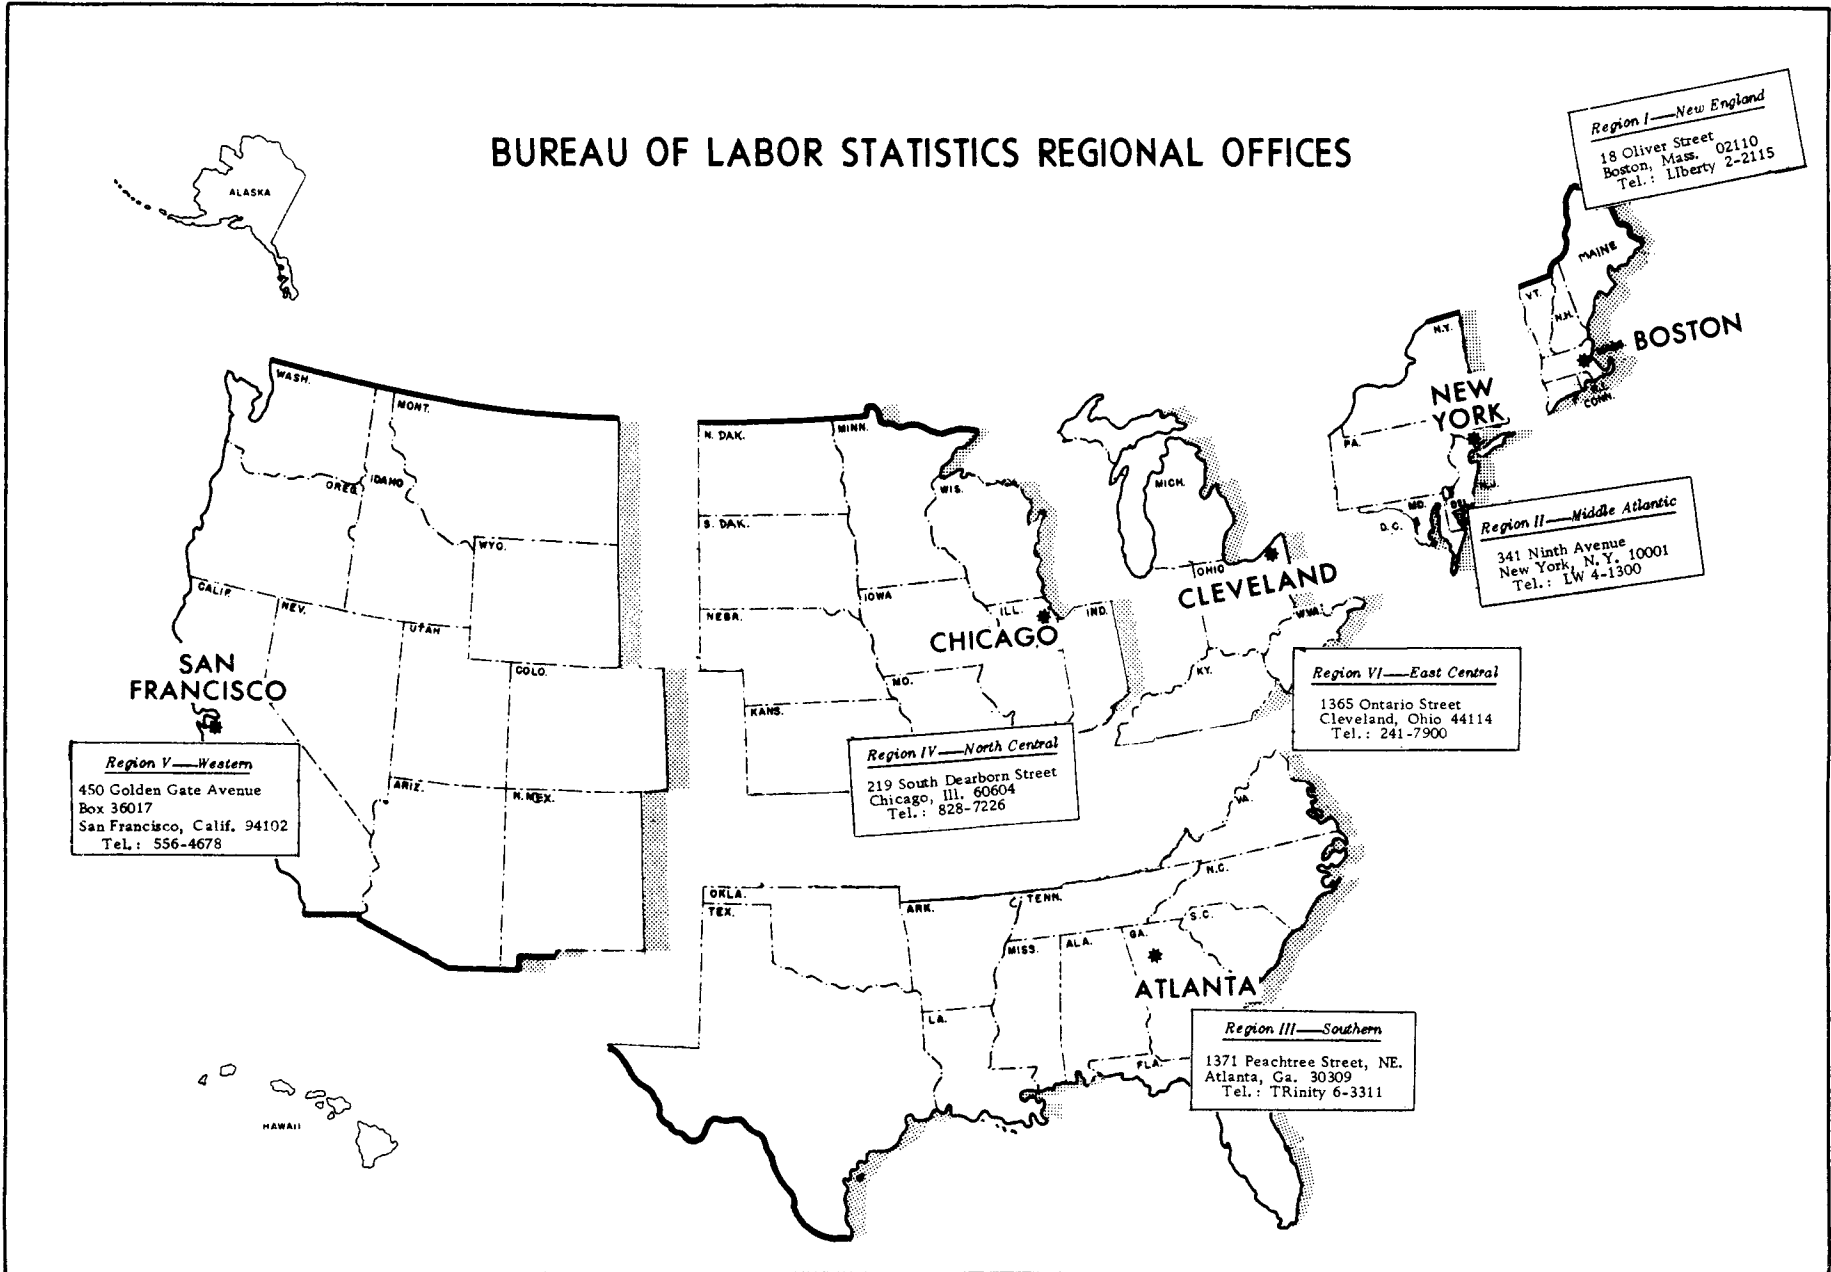 BUREAU OF LABOR STATISTICS REGIONAL OFFICES
Region I—New England
18 Oliver Street
Boston, Mass. 02110
Tel.: LIberty 2-2115
ALASKA
MAINE
VT.
N.H.
BOSTON
R.I.
CONN.
N.Y.
NEW
YORK
PA.
N.J.
MD.
DEL.
D.C.
Region II—Middle Atlantic
341 Ninth Avenue
New York, N.Y. 10001
Tel.: LW 4-1300
WASH.
MONT.
OREG.
IDAHO
WYO.
CALIF.
NEV.
UTAH
COLO.
ARIZ.
N. MEX.
SAN
FRANCISCO
Region V—Western
450 Golden Gate Avenue
Box 36017
San Francisco, Calif. 94102
Tel.: 556-4678
N. DAK.
MINN.
S. DAK.
WIS.
NEBR.
IOWA
ILL.
IND.
CHICAGO
MO.
KANS.
Region IV—North Central
219 South Dearborn Street
Chicago, Ill. 60604
Tel.: 828-7226
MICH.
OHIO
CLEVELAND
W.VA.
KY.
Region VI—East Central
1365 Ontario Street
Cleveland, Ohio 44114
Tel.: 241-7900
VA.
N.C.
OKLA.
TEX.
ARK.
TENN.
S.C.
MISS.
ALA.
GA.
ATLANTA
LA.
FLA.
Region III—Southern
1371 Peachtree Street, NE.
Atlanta, Ga. 30309
Tel.: TRinity 6-3311
HAWAII